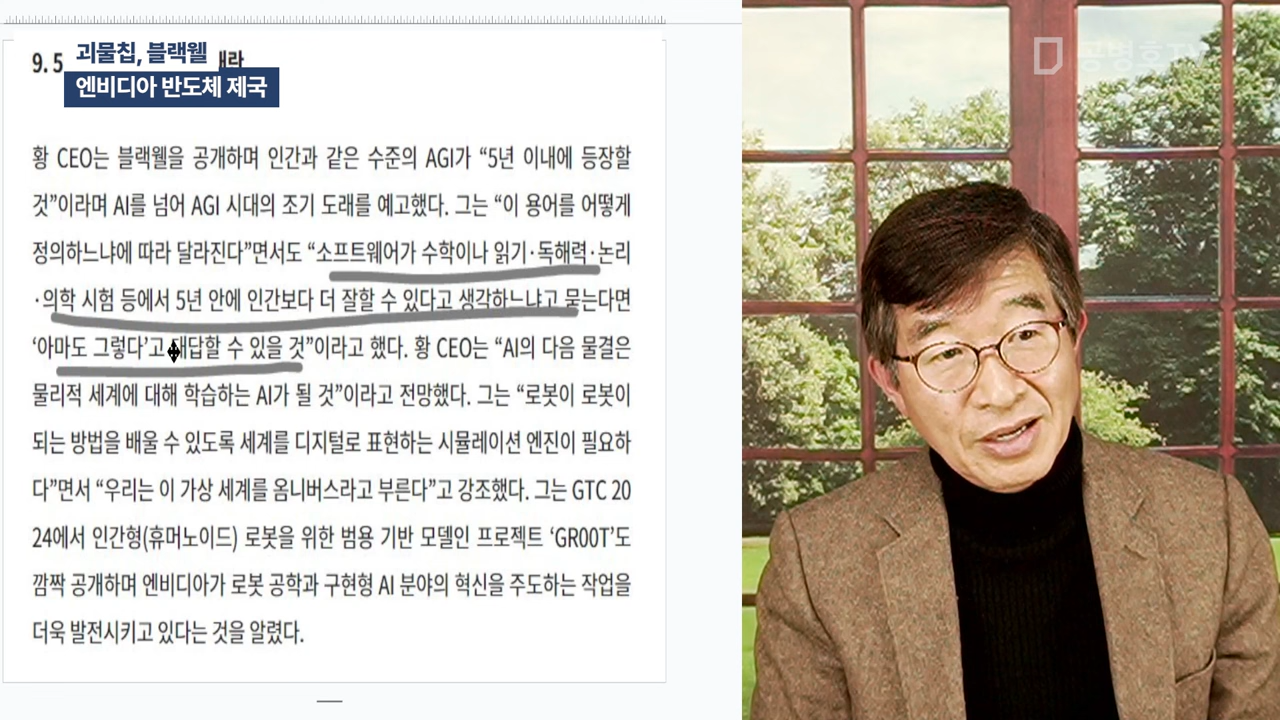 괴물칩, 블랙웰
엔비디아 반도체 제국
9. 5
래라
황 CEO는 블랙웰을 공개하며 인간과 같은 수준의 AGI가 “5년 이내에 등장할
것”이라며 AI를 넘어 AGI 시대의 조기 도래를 예고했다. 그는 “이 용어를 어떻게
정의하느냐에 따라 달라진다”면서도 “소프트웨어가 수학이나 읽기·독해력·논리
·의학 시험 등에서 5년 안에 인간보다 더 잘할 수 있다고 생각하느냐고 묻는다면
‘아마도 그렇다’고 대답할 수 있을 것”이라고 했다. 황 CEO는 “AI의 다음 물결은
물리적 세계에 대해 학습하는 AI가 될 것”이라고 전망했다. 그는 “로봇이 로봇이
되는 방법을 배울 수 있도록 세계를 디지털로 표현하는 시뮬레이션 엔진이 필요하
다”면서 “우리는 이 가상 세계를 옴니버스라고 부른다”고 강조했다. 그는 GTC 20
24에서 인간형(휴머노이드) 로봇을 위한 범용 기반 모델인 프로젝트 ‘GR00T’도
깜짝 공개하며 엔비디아가 로봇 공학과 구현형 AI 분야의 혁신을 주도하는 작업을
더욱 발전시키고 있다는 것을 알렸다.
공병호TV